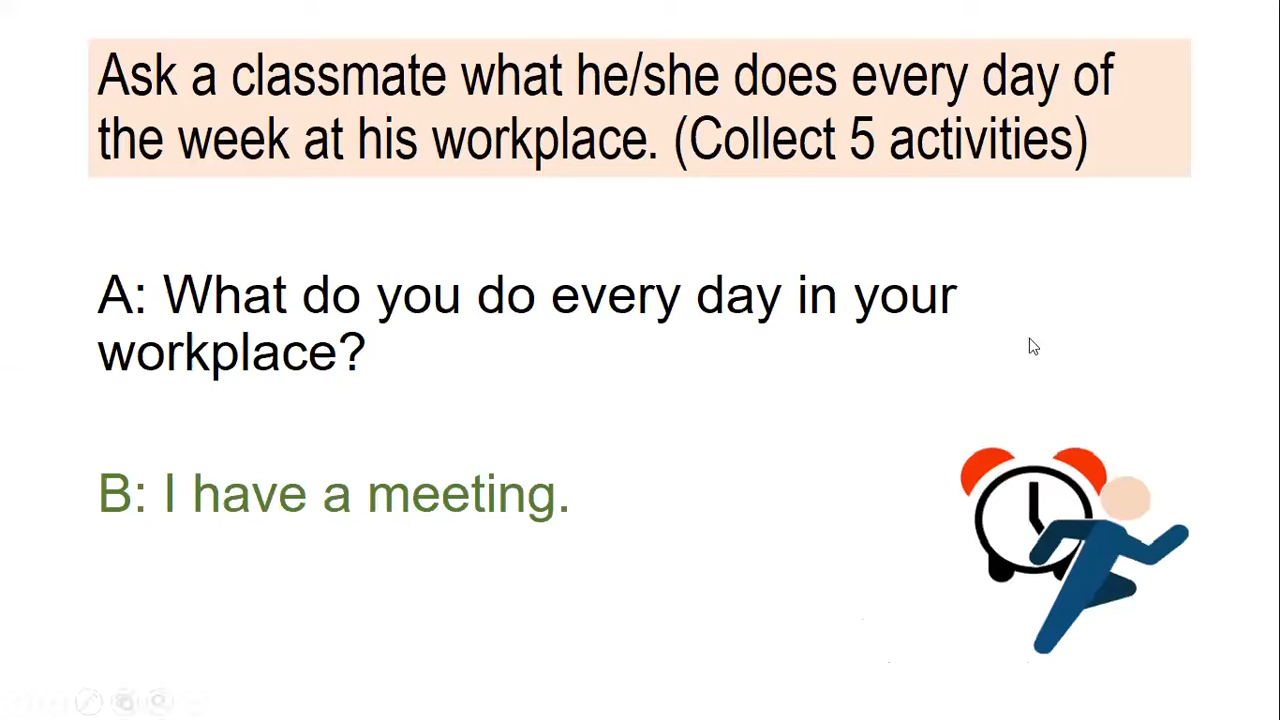 Ask a classmate what he/she does every day of
the week at his workplace. (Collect 5 activities)
A: What do you do every day in your
workplace?
B: I have a meeting.